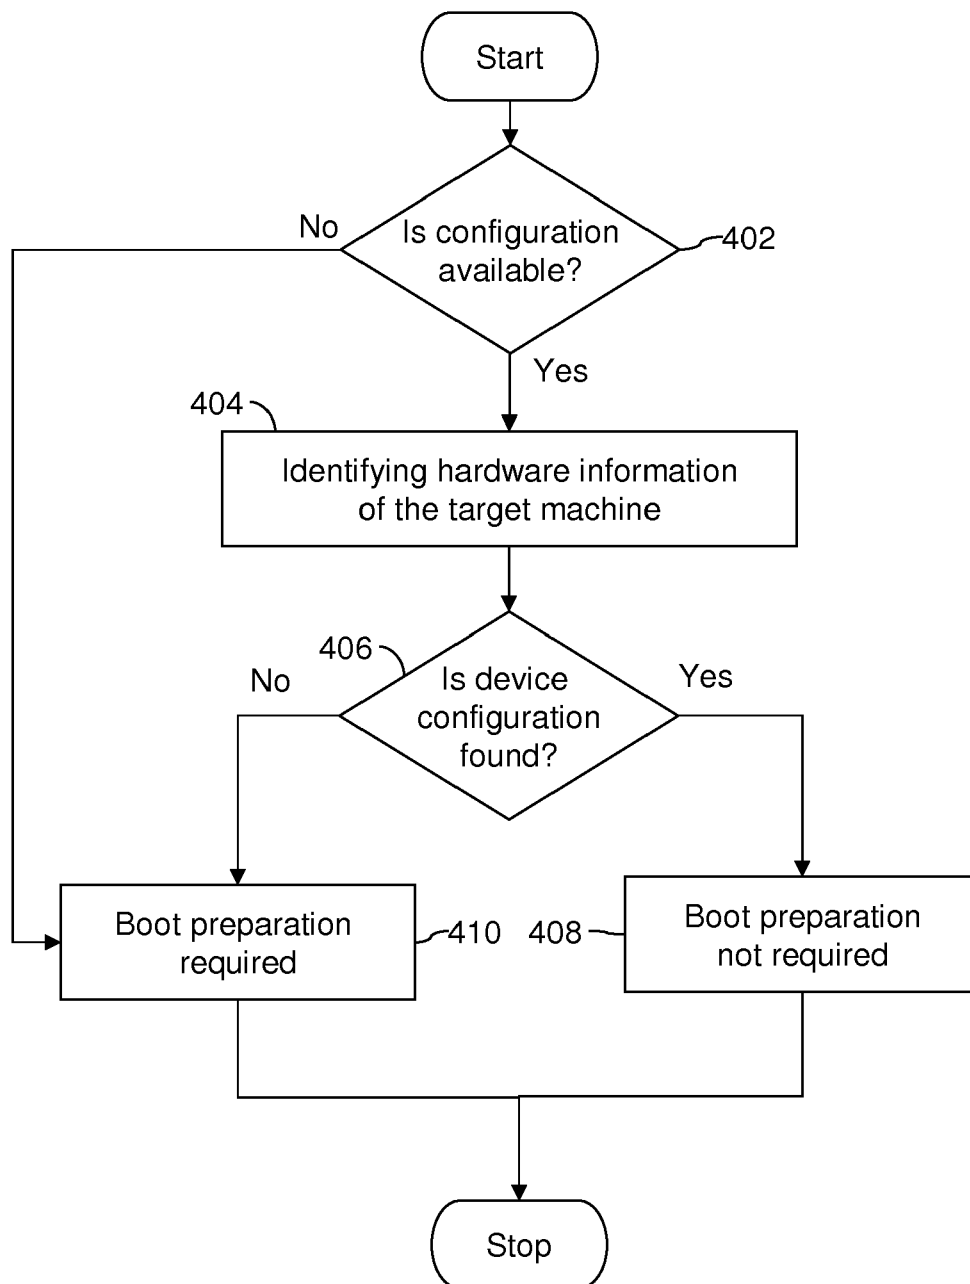 Start
No
Is configuration
available?
402
Yes
404
Identifying hardware information
of the target machine
406
No
Is device
configuration
found?
Yes
Boot preparation
required
410
408
Boot preparation
not required
Stop